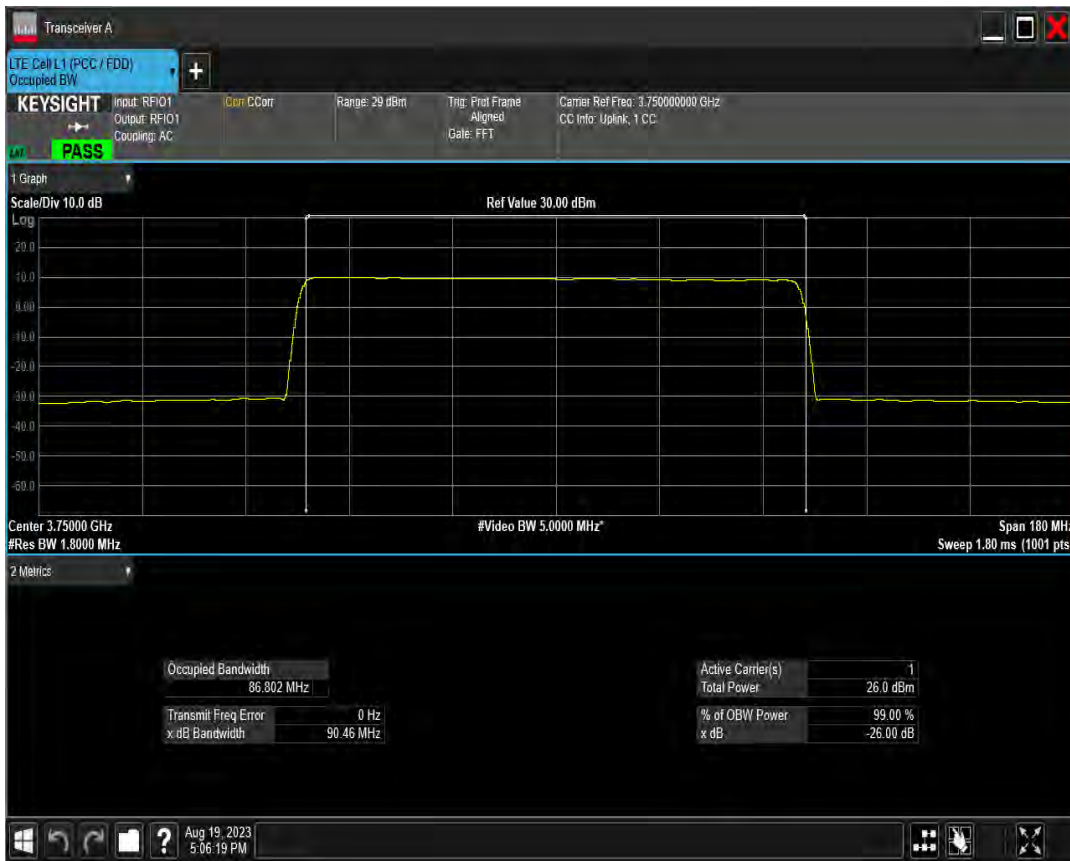 Transceiver A
LTE Cell L1 (PCC / FDD)
Occupied BW
+
KEYSIGHT
Input: RFIO1
Output: RFIO1
Coupling: AC
Corr CCorr
Range: 29 dBm
Trig: Prot Frame
Aligned
Gate: FFT
Carrier Ref Freq: 3.750000000 GHz
CC Info: Uplink, 1 CC
PASS
1 Graph
Scale/Div 10.0 dB
Ref Value 30.00 dBm
Log
20.0
10.0
0.00
-10.0
-20.0
-30.0
-40.0
-50.0
-60.0
Center 3.75000 GHz
#Video BW 5.0000 MHz*
Span 180 MHz
#Res BW 1.8000 MHz
Sweep 1.80 ms (1001 pts
2 Metrics
Occupied Bandwidth
86.802 MHz
Transmit Freq Error 0 Hz
x dB Bandwidth 90.46 MHz
Active Carrier(s) 1
Total Power 26.0 dBm
% of OBW Power 99.00 %
x dB -26.00 dB
?
Aug 19, 2023
5:06:19 PM